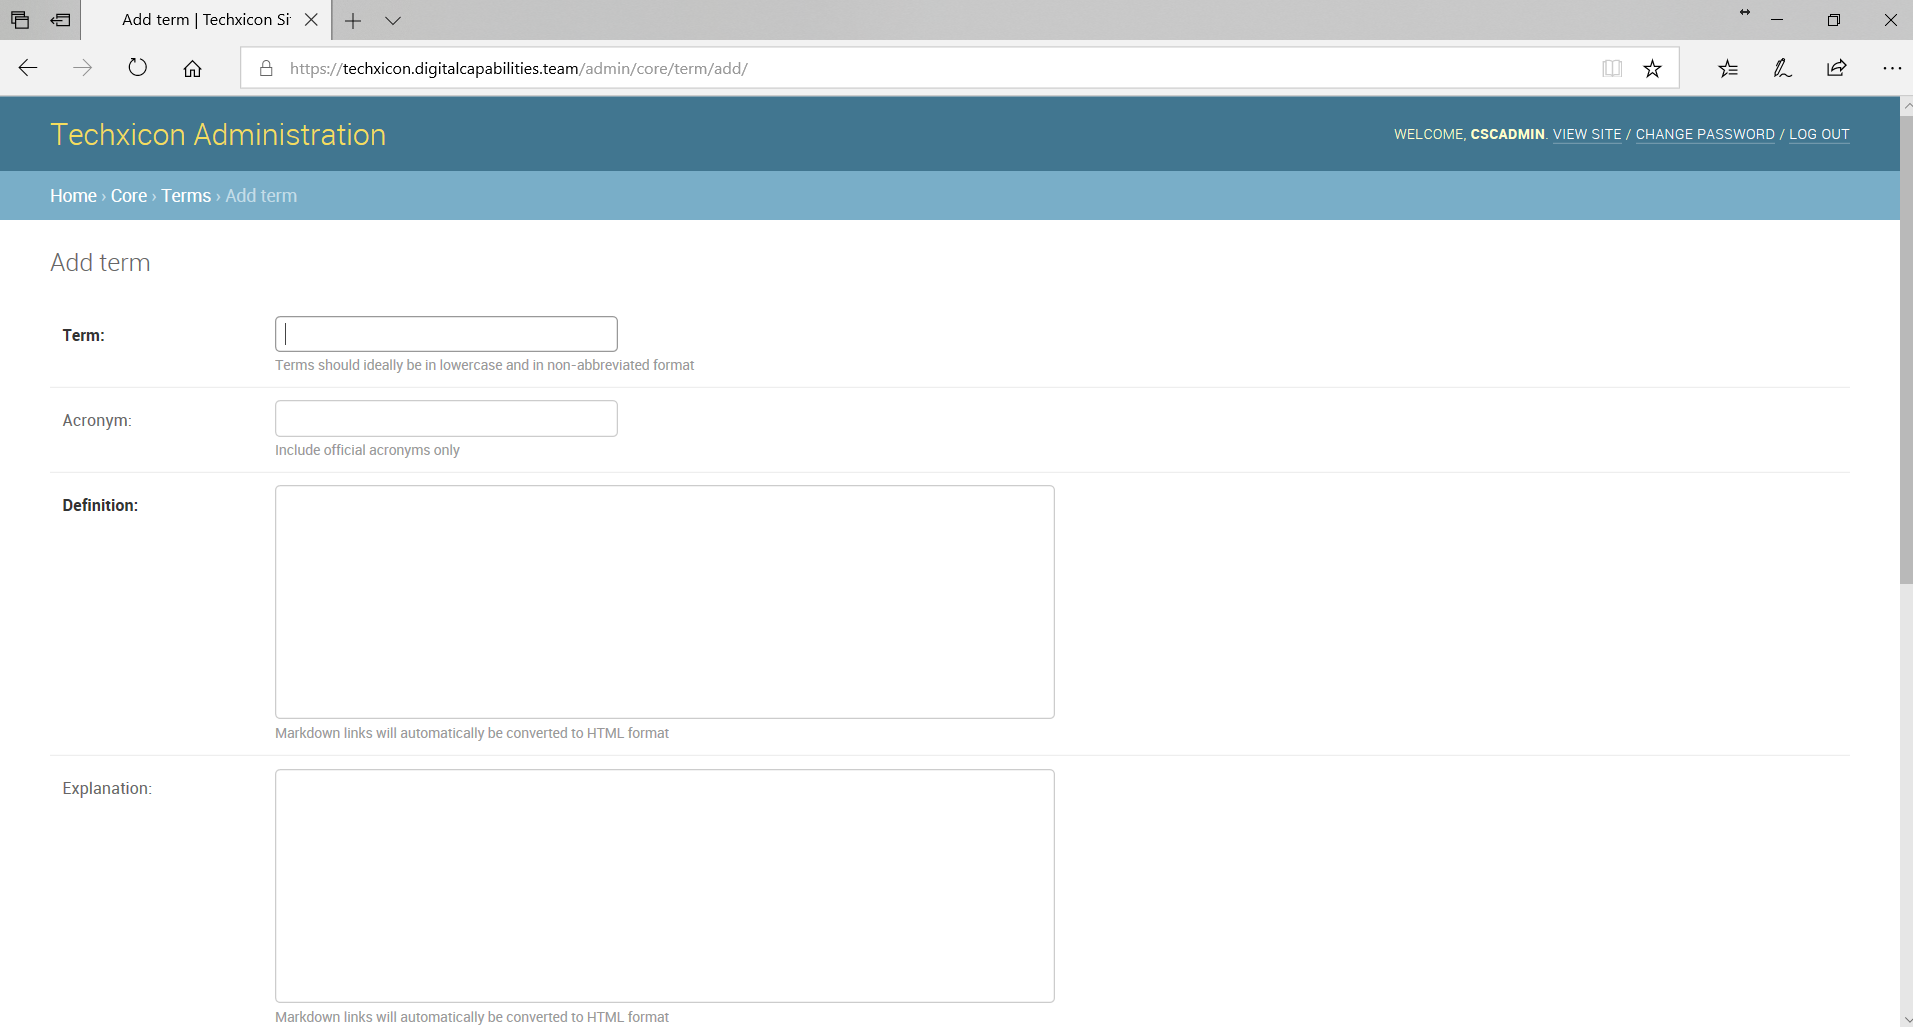 Add term | Techxicon Si
https://techxicon.digitalcapabilities.team/admin/core/term/add/
Techxicon Administration
WELCOME, CSCADMIN. VIEW SITE / CHANGE PASSWORD / LOG OUT
Home › Core › Terms › Add term
Add term
Term:
Terms should ideally be in lowercase and in non-abbreviated format
Acronym:
Include official acronyms only
Definition:
Markdown links will automatically be converted to HTML format
Explanation:
Markdown links will automatically be converted to HTML format